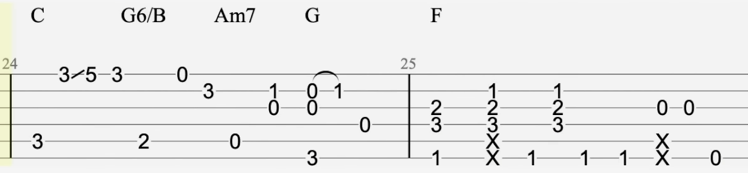 C G6/B Am7 G F
24 25
3 5 3 0
3 1 0 1 1 1
0 0 2 2 2 0 0
0 3 3 3
3 2 0 X X
3 1 X 1 1 1 X 0